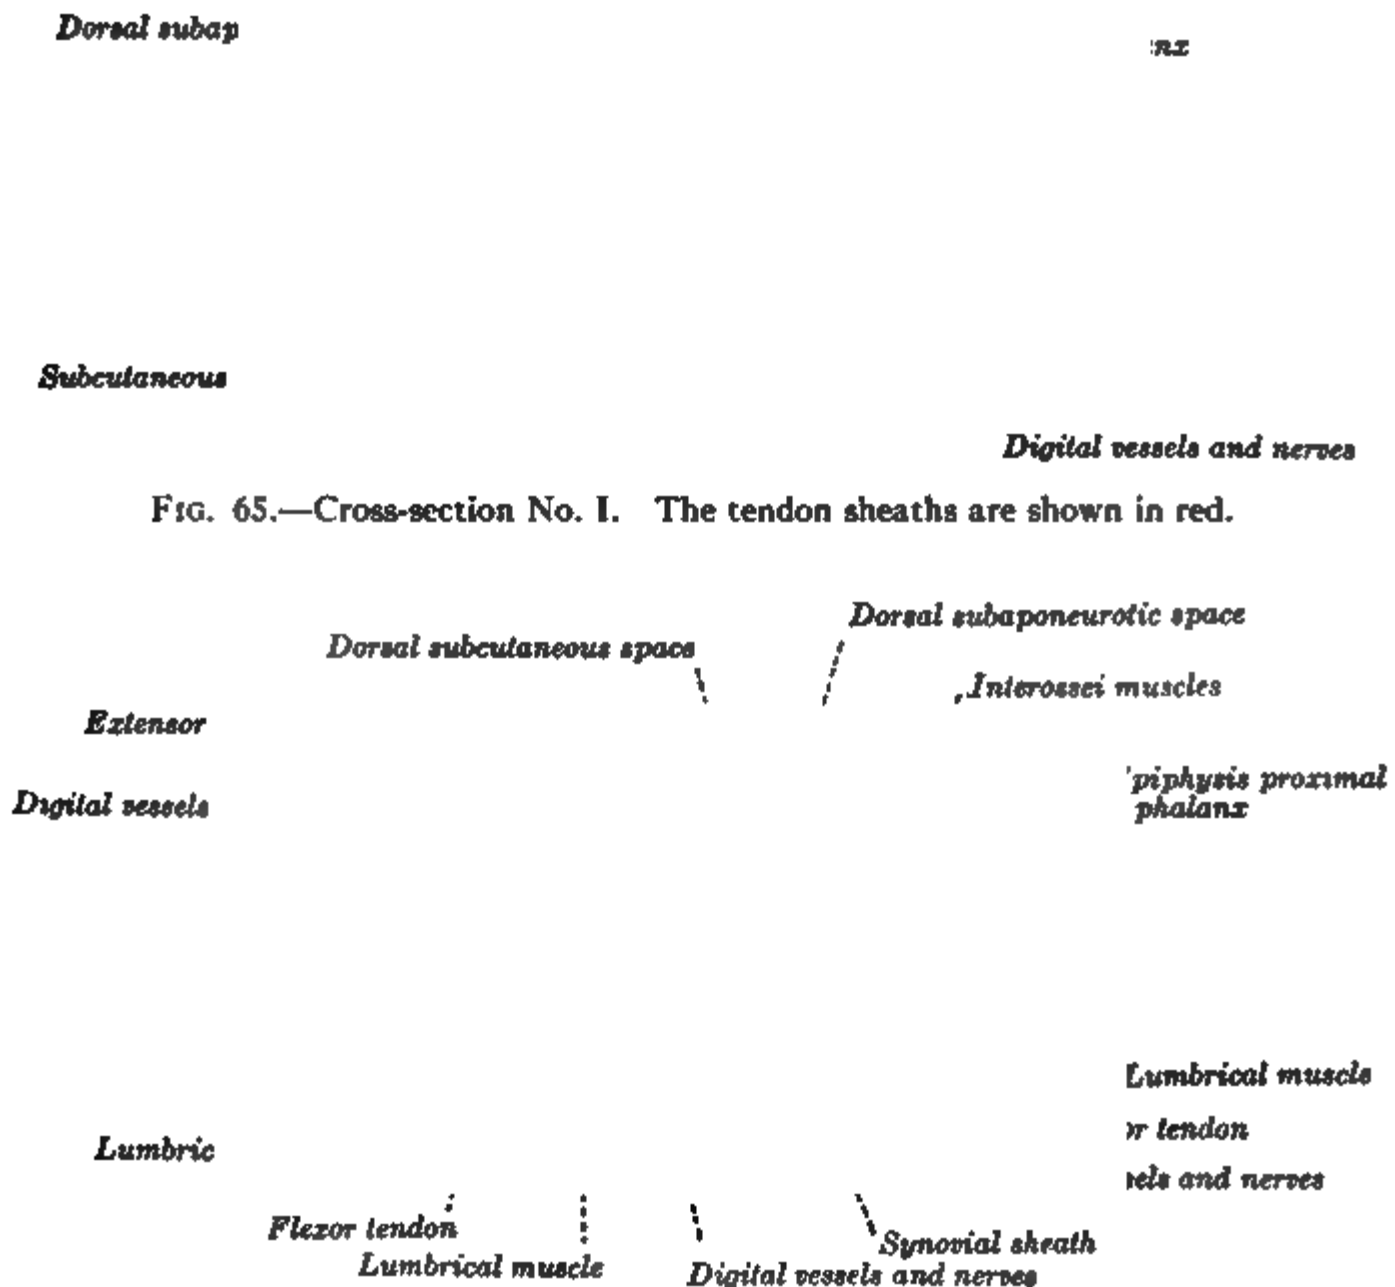 Dorsal subap
nx
Subcutaneous
Digital vessels and nerves
FIG. 65.—Cross-section No. I. The tendon sheaths are shown in red.
Dorsal subaponeurotic space
Dorsal subcutaneous space
Interossei muscles
Extensor
piphysis proximal
Digital vessels
phalanx
Lumbrical muscle
r tendon
Lumbric
els and nerves
Flexor tendon
Synovial sheath
Lumbrical muscle
Digital vessels and nerves